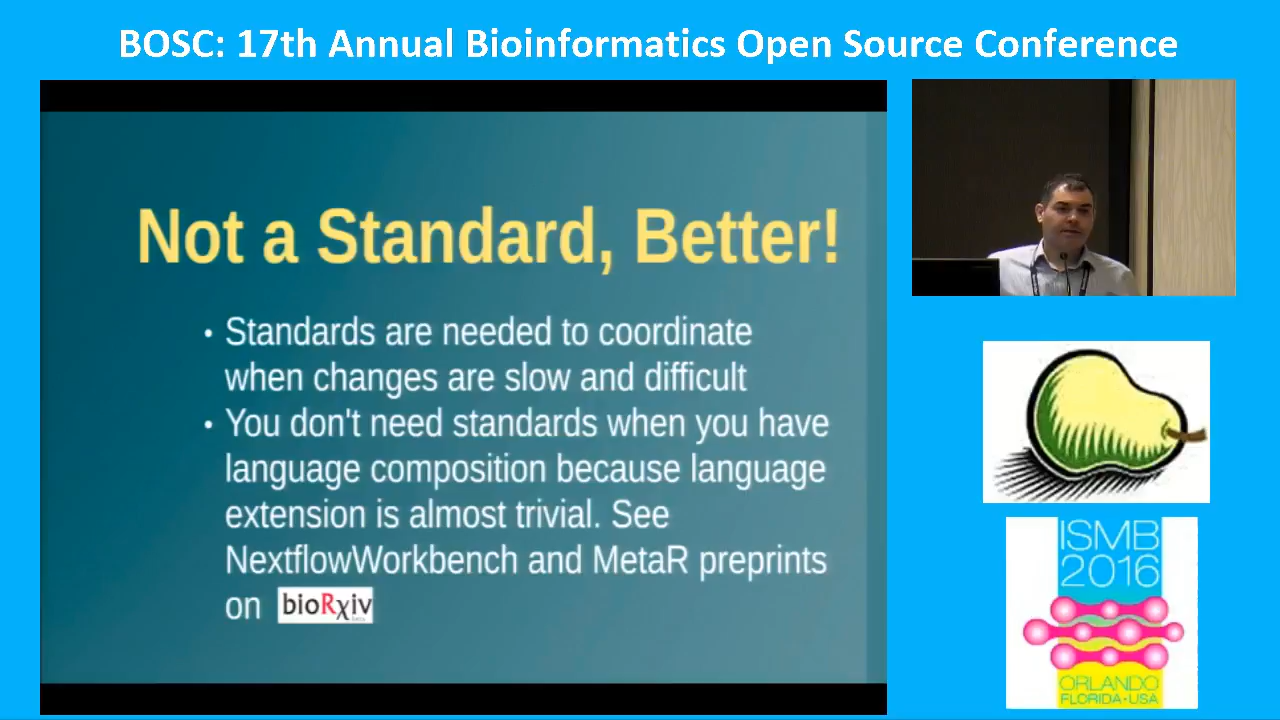 BOSC: 17th Annual Bioinformatics Open Source Conference
Not a Standard, Better!
• Standards are needed to coordinate
when changes are slow and difficult
• You don't need standards when you have
language composition because language
extension is almost trivial. See
NextflowWorkbench and MetaR preprints
on bioRχiv
beta
ISMB
2016
ORLANDO
FLORIDA•USA